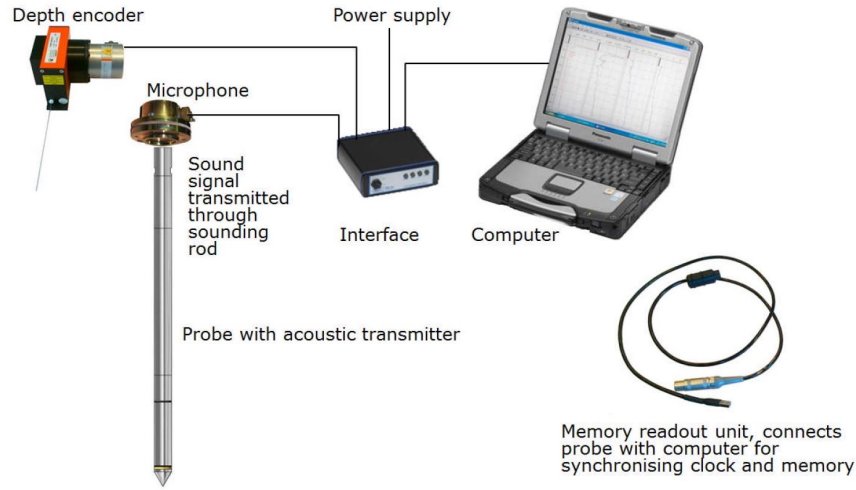 Depth encoder
Power supply
Microphone
Sound
signal
transmitted
through
sounding
rod
Interface
Computer
Probe with acoustic transmitter
Memory readout unit, connects
probe with computer for
synchronising clock and memory